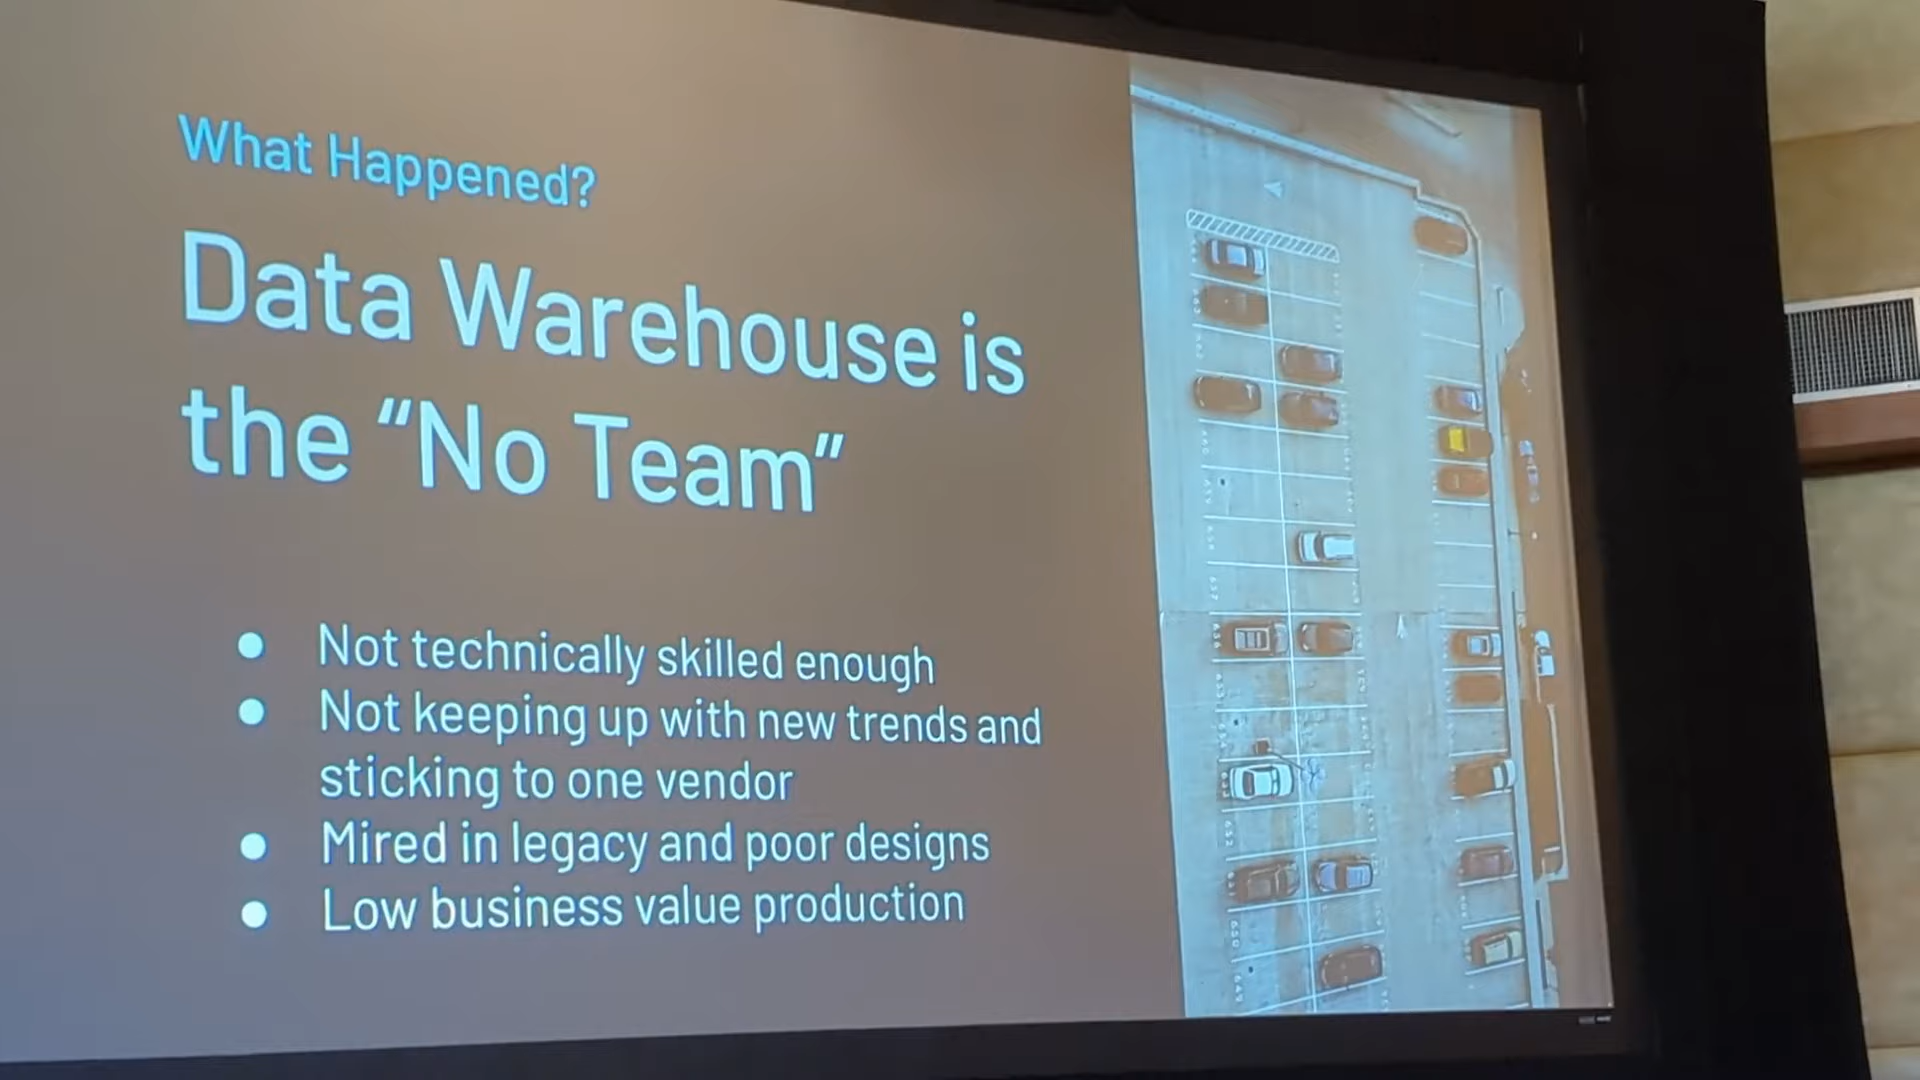 What Happened?
Data Warehouse is
the “No Team”
● Not technically skilled enough
● Not keeping up with new trends and
sticking to one vendor
● Mired in legacy and poor designs
● Low business value production